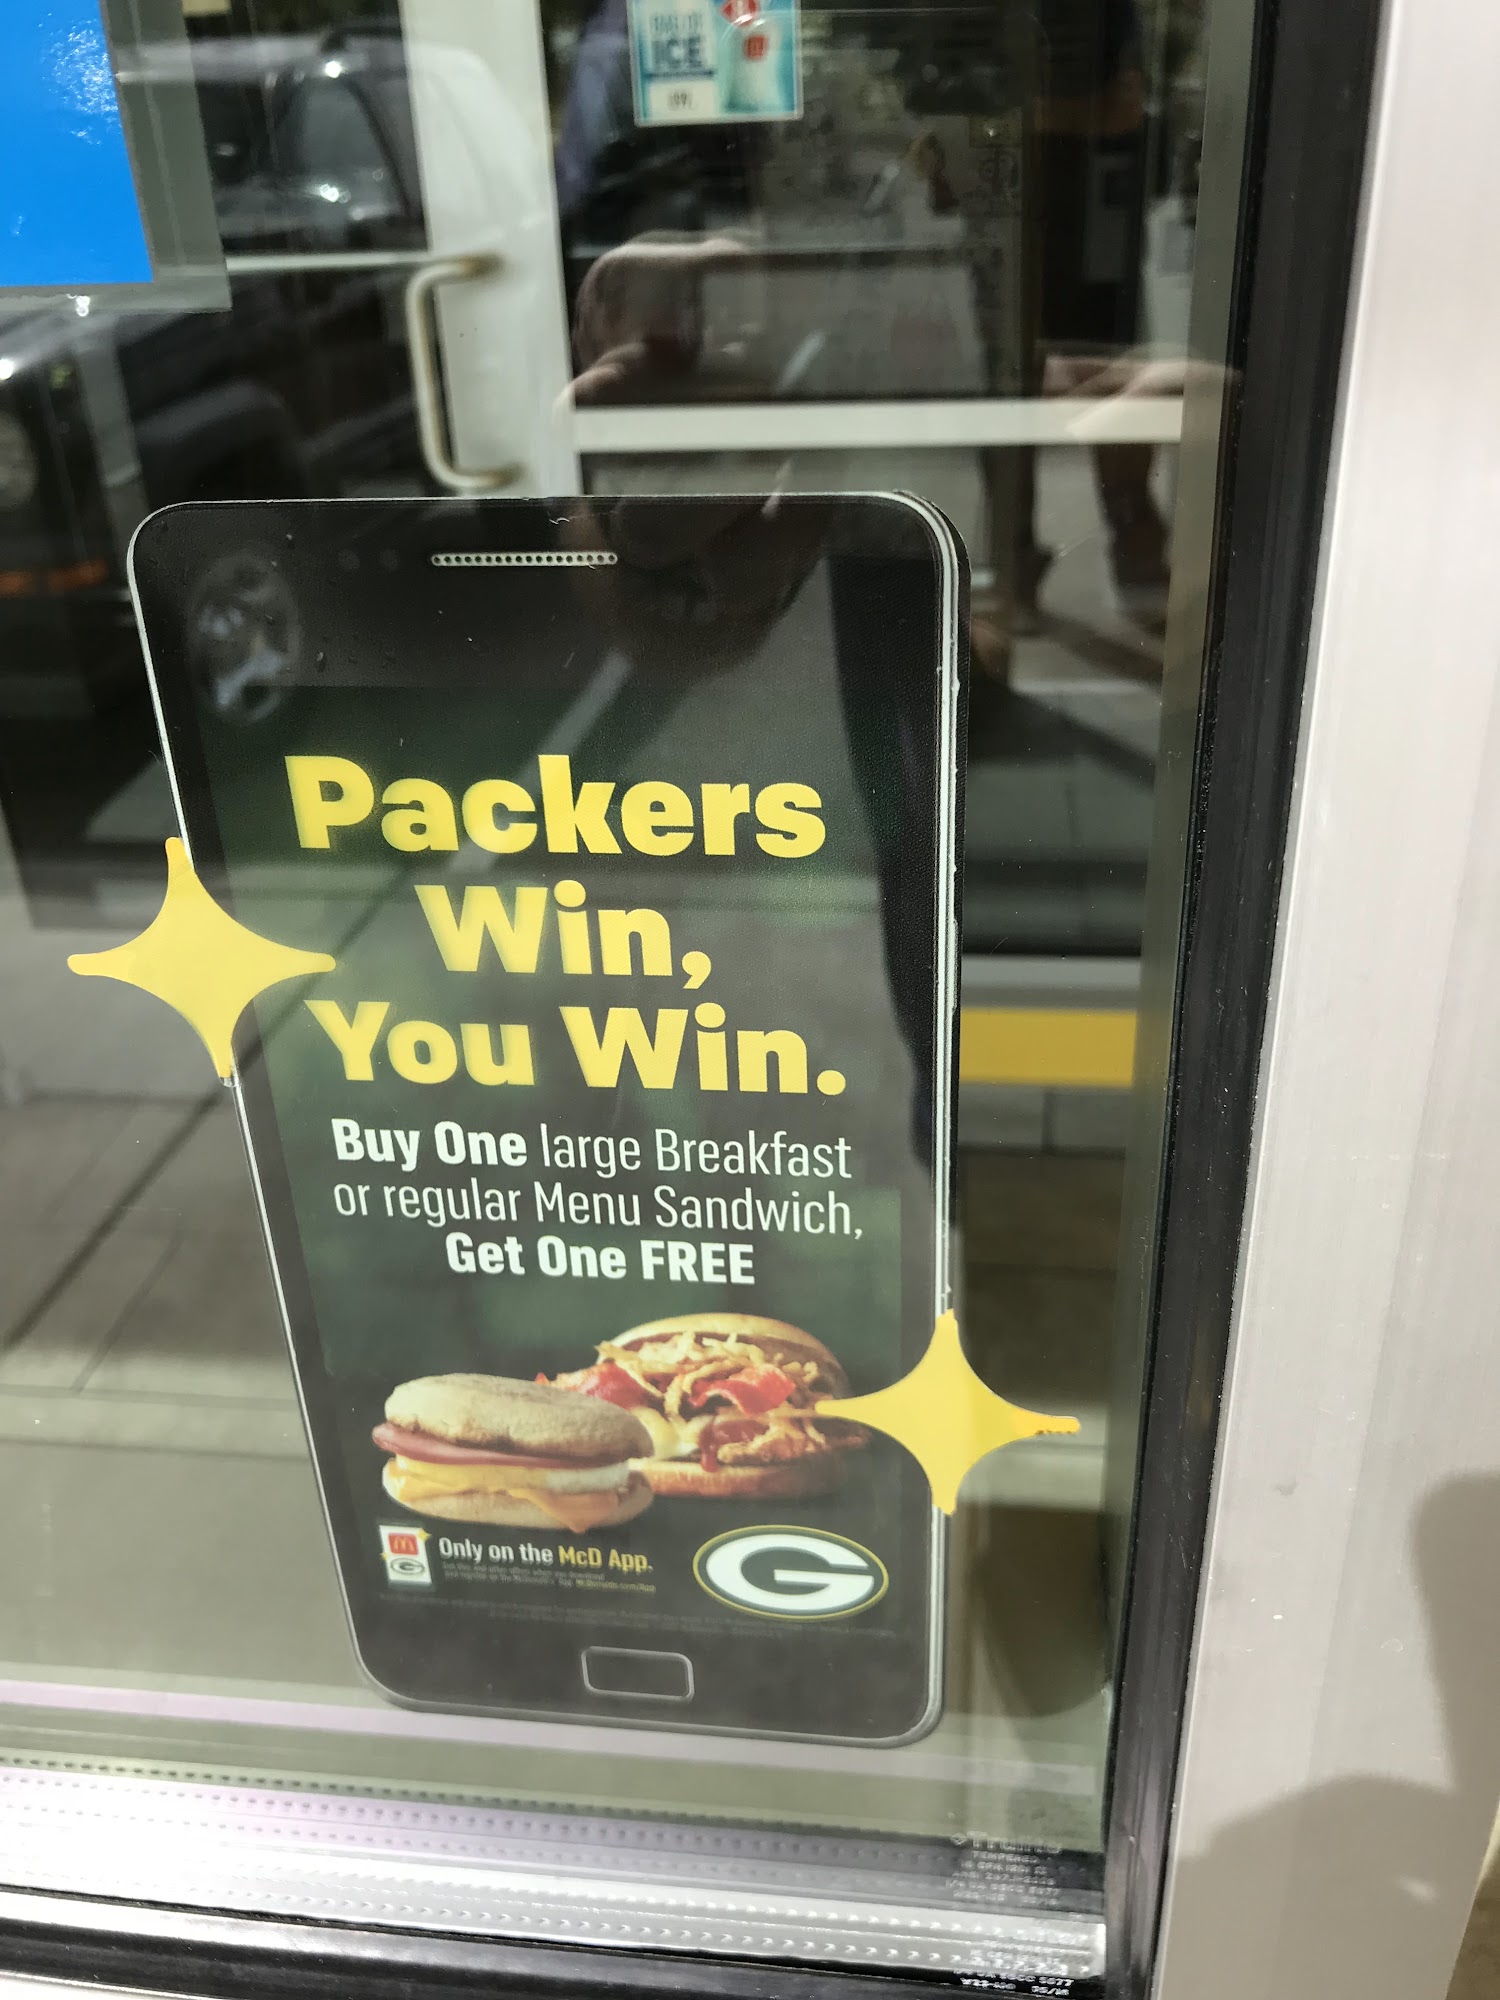 ICE
Packers
Win,
You Win.
Buy One large Breakfast
or regular Menu Sandwich,
Get One FREE
Only on the McD App.
G
TEMPERED